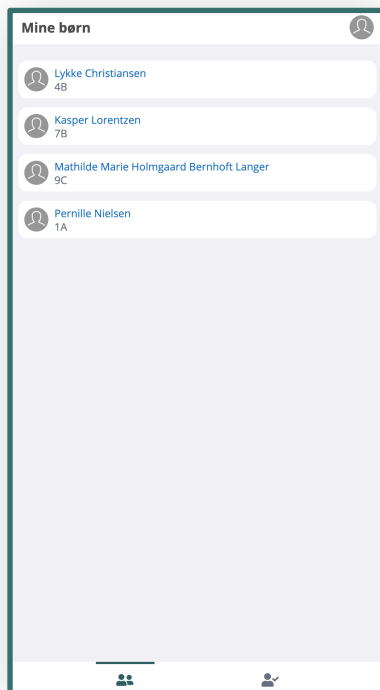 Mine børn
Lykke Christiansen
4B
Kasper Lorentzen
7B
Mathilde Marie Holmgaard Bernhoft Langer
9C
Pernille Nielsen
1A